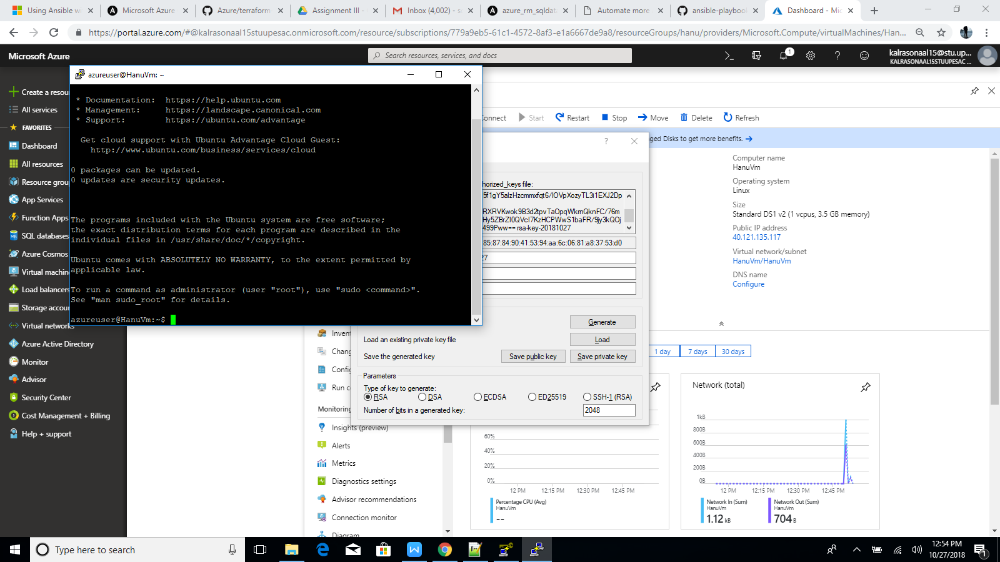 Using Ansible w
Microsoft Azure
Azure/terraform
Assignment III -
Inbox (4,002) - s
azure_rm_sqldat
Automate more
ansible-playboo
Dashboard - Mic
https://portal.azure.com/#@kalrasonaal15stuupesac.onmicrosoft.com/resource/subscriptions/779a9eb5-61c1-4572-8af3-e1a6667de9a8/resourceGroups/hanu/providers/Microsoft.Compute/virtualMachines/Han...
Microsoft Azure
Search resources, services, and docs
1
kalrasonaal15@stu.up...
KALRASONAAL15STUUPESAC ...
Create a resou
All services
FAVORITES
Dashboard
All resources
Resource grou
App Services
Function Apps
SQL databases
Azure Cosmos
Virtual machin
Load balancers
Storage accou
Virtual networks
Azure Active Directory
Monitor
Advisor
Security Center
Cost Management + Billing
Help + support
azureuser@HanuVm: ~
* Documentation:  https://help.ubuntu.com
* Management:     https://landscape.canonical.com
* Support:        https://ubuntu.com/advantage
Get cloud support with Ubuntu Advantage Cloud Guest:
http://www.ubuntu.com/business/services/cloud
0 packages can be updated.
0 updates are security updates.
The programs included with the Ubuntu system are free software;
the exact distribution terms for each program are described in the
individual files in /usr/share/doc/*/copyright.
Ubuntu comes with ABSOLUTELY NO WARRANTY, to the extent permitted by
applicable law.
To run a command as administrator (user "root"), use "sudo <command>".
See "man sudo_root" for details.
azureuser@HanuVm:~$
onnect
Start
Restart
Stop
Move
Delete
Refresh
ged Disks to get more benefits.
horized_keys file:
5f1gY5alzHzcmmxfqt6/IOVpXozyTL3i1EXJ2Dp
RXRVKwok9B3d2tpvTaOpqWkmQknFC/76m
Hy5ZBrZI0QVcI7KzHCPWwS1baFR/9jy3kQOj
499Pww== rsa-key-20181027
85:87:84:90:41:53:94:aa:6c:06:81:a8:37:53:d0
27
Generate
Load an existing private key file
Load
Save the generated key
Save public key
Save private key
Parameters
Type of key to generate:
RSA
DSA
ECDSA
ED25519
SSH-1 (RSA)
Number of bits in a generated key:
2048
Computer name
HanuVm
Operating system
Linux
Size
Standard DS1 v2 (1 vcpus, 3.5 GB memory)
Public IP address
40.121.135.117
Virtual network/subnet
HanuVm/HanuVm
DNS name
Configure
Inven
Chang
Config
Run co
Monitoring
Insights (preview)
Alerts
Metrics
Diagnostics settings
Advisor recommendations
Connection monitor
Diagram
1 day
7 days
30 days
60%
40%
20%
0%
12 PM
12:15 PM
12:30 PM
12:45 PM
Percentage CPU (Avg)
HanuVm
--
Network (total)
1kB
800B
600B
400B
200B
0B
12 PM
12:15 PM
12:30 PM
12:45 PM
Network In (Sum)
HanuVm
1.12 kB
Network Out (Sum)
HanuVm
704 B
Type here to search
12:54 PM
10/27/2018
1